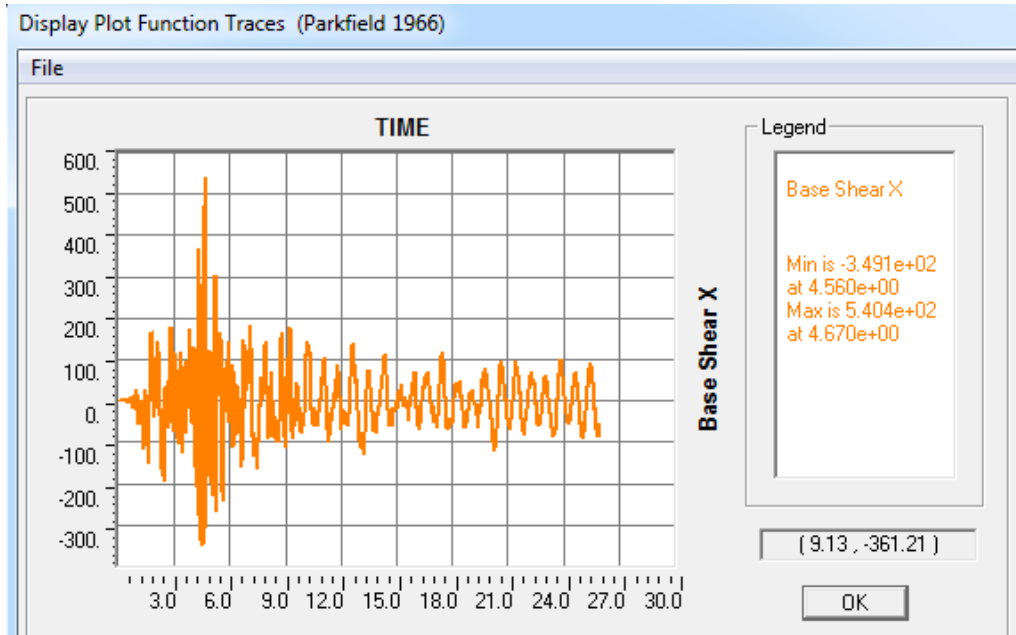 Display Plot Function Traces (Parkfield 1966)
File
TIME
600.
500.
400.
300.
200.
100.
0.
-100.
-200.
-300.
3.0 6.0 9.0 12.0 15.0 18.0 21.0 24.0 27.0 30.0
Base Shear X
Legend
Base Shear X
Min is -3.491e+02
at 4.560e+00
Max is 5.404e+02
at 4.670e+00
( 9.13 , -361.21 )
OK